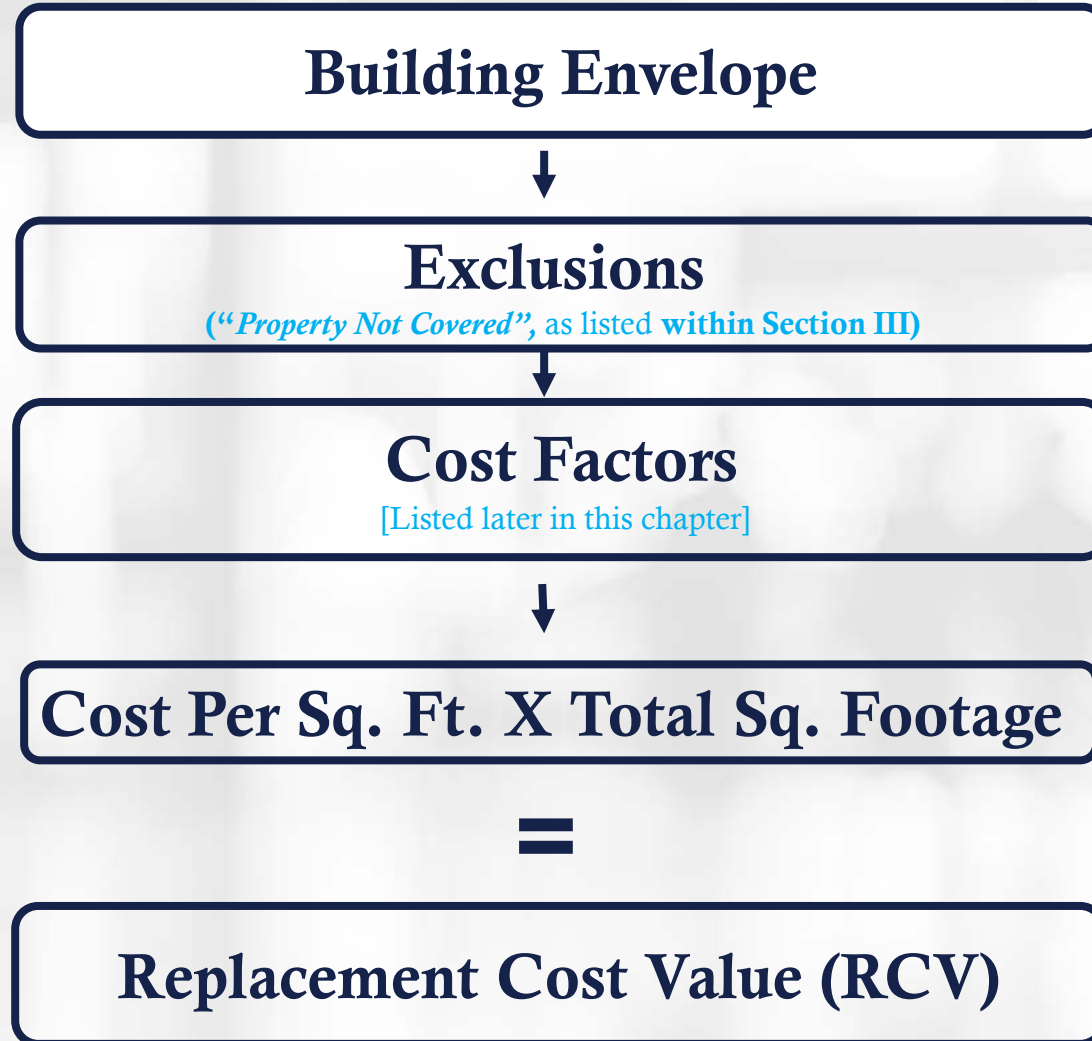 Building Envelope
Exclusions
(“Property Not Covered”, as listed within Section III)
Cost Factors
[Listed later in this chapter]
Cost Per Sq. Ft. X Total Sq. Footage
=
Replacement Cost Value (RCV)